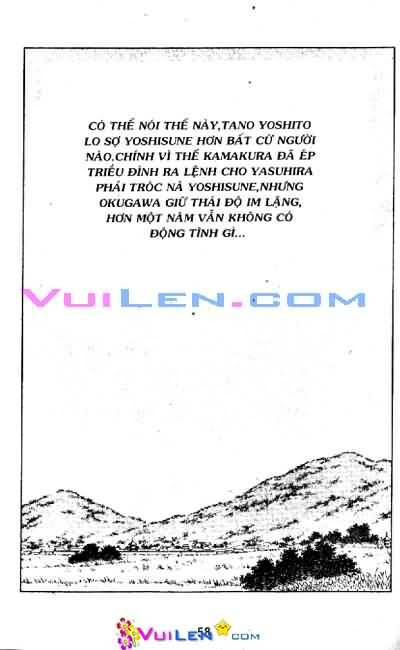 VUILEN
CÓ THỂ NÓI THẾ NÀY,TANO YOSHITO
LO SỢ YOSHISUNE HƠN BẤT CỨ NGƯỜI
NÀO.CHÍNH VÌ THẾ KAMAKURA ĐÃ ÉP
TRIỀU ĐÌNH RA LỆNH CHO YASUHIRA
PHẢI TRÓC NÃ YOSHISUNE,NHƯNG
OKUGAWA GIỮ THÁI ĐỘ IM LẶNG,
HƠN MỘT NĂM VẪN KHÔNG CÓ
ĐỘNG TĨNH GÌ...
VUILEN.COM
58
VUILEN.COM